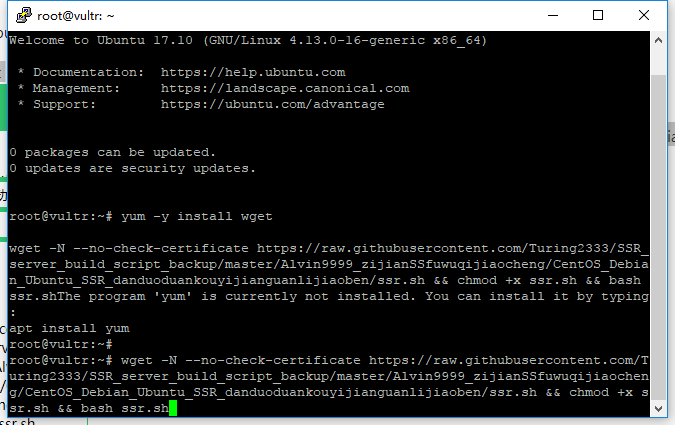 root@vultr: ~
Welcome to Ubuntu 17.10 (GNU/Linux 4.13.0-16-generic x86_64)
* Documentation:  https://help.ubuntu.com
* Management:     https://landscape.canonical.com
* Support:        https://ubuntu.com/advantage
0 packages can be updated.
0 updates are security updates.
root@vultr:~# yum -y install wget
wget -N --no-check-certificate https://raw.githubusercontent.com/Turing2333/SSR_
server_build_script_backup/master/Alvin9999_zijianSSfuwuqijiaocheng/CentOS_Debia
n_Ubuntu_SSR_danduoduankouyijianguanlijiaoben/ssr.sh && chmod +x ssr.sh && bash
ssr.shThe program 'yum' is currently not installed. You can install it by typing
:
apt install yum
root@vultr:~#
root@vultr:~# wget -N --no-check-certificate https://raw.githubusercontent.com/T
uring2333/SSR_server_build_script_backup/master/Alvin9999_zijianSSfuwuqijiaochen
g/CentOS_Debian_Ubuntu_SSR_danduoduankouyijianguanlijiaoben/ssr.sh && chmod +x s
sr.sh && bash ssr.sh
ssr.sh